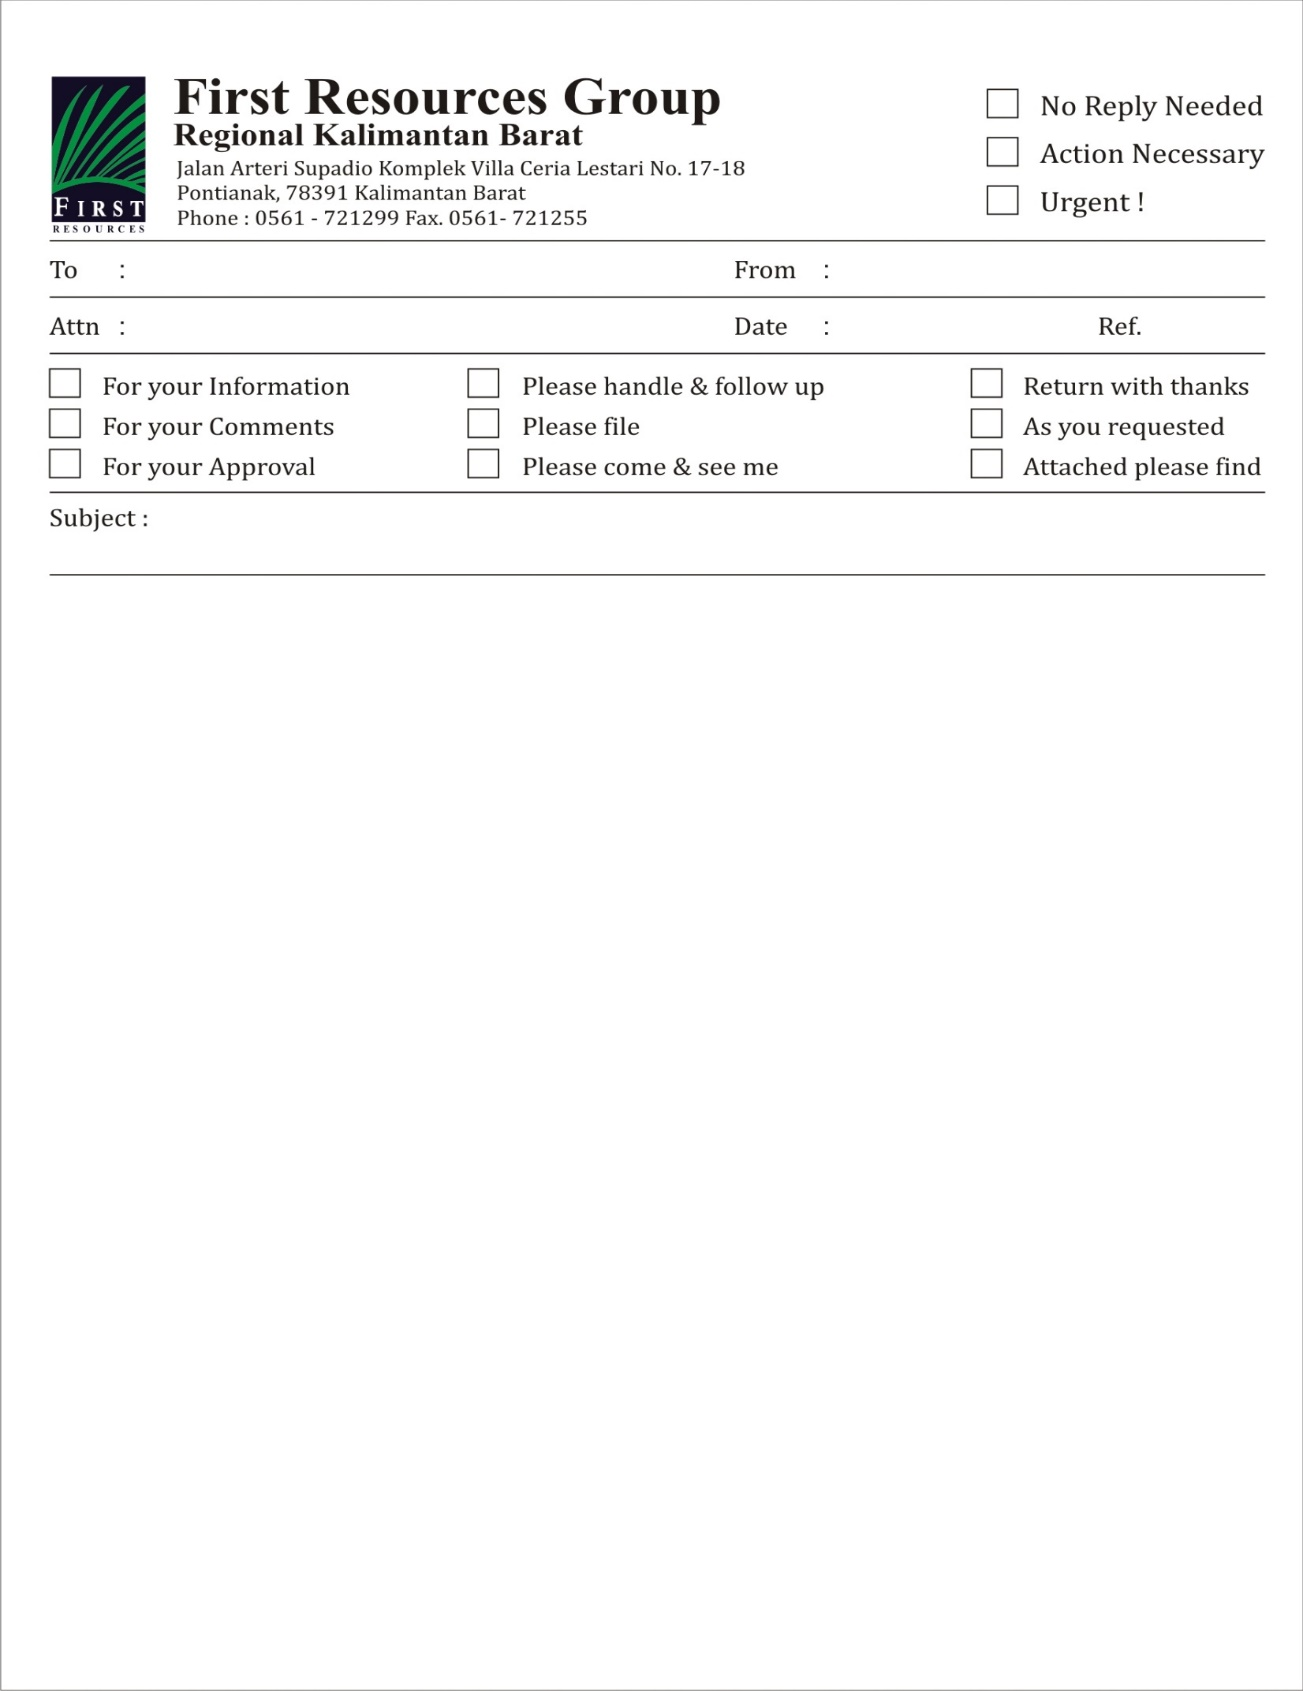 First Resources Group
Regional Kalimantan Barat
Jalan Arteri Supadio Komplek Villa Ceria Lestari No. 17-18
Pontianak, 78391 Kalimantan Barat
Phone : 0561 - 721299 Fax. 0561- 721255
FIRST
RESOURCES
No Reply Needed
Action Necessary
Urgent !
To : From :
Attn : Date : Ref.
For your Information Please handle & follow up Return with thanks
For your Comments Please file As you requested
For your Approval Please come & see me Attached please find
Subject :